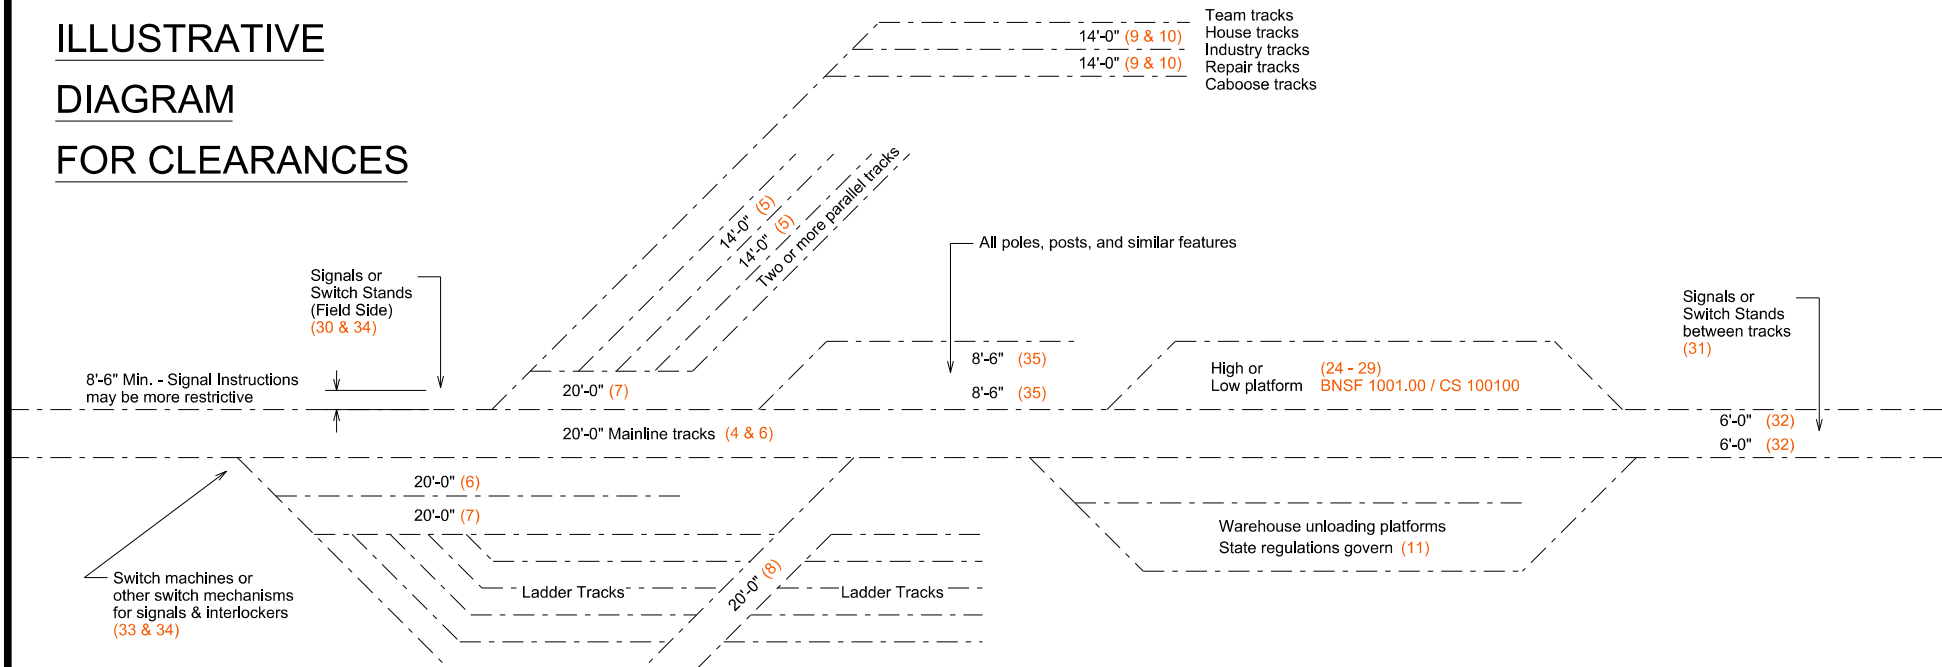 ILLUSTRATIVE
DIAGRAM
FOR CLEARANCES
Team tracks
House tracks
Industry tracks
Repair tracks
Caboose tracks
14'-0" (9 & 10)
14'-0" (9 & 10)
14'-0" (5)
14'-0" (5)
Two or more parallel tracks
All poles, posts, and similar features
Signals or
Switch Stands
(Field Side)
(30 & 34)
8'-6" Min. - Signal Instructions
may be more restrictive
20'-0" (7)
8'-6" (35)
8'-6" (35)
High or
Low platform
(24 - 29)
BNSF 1001.00 / CS 100100
Signals or
Switch Stands
between tracks
(31)
20'-0" Mainline tracks (4 & 6)
6'-0" (32)
6'-0" (32)
20'-0" (6)
20'-0" (7)
Switch machines or
other switch mechanisms
for signals & interlockers
(33 & 34)
Ladder Tracks
20'-0" (8)
Ladder Tracks
Warehouse unloading platforms
State regulations govern (11)